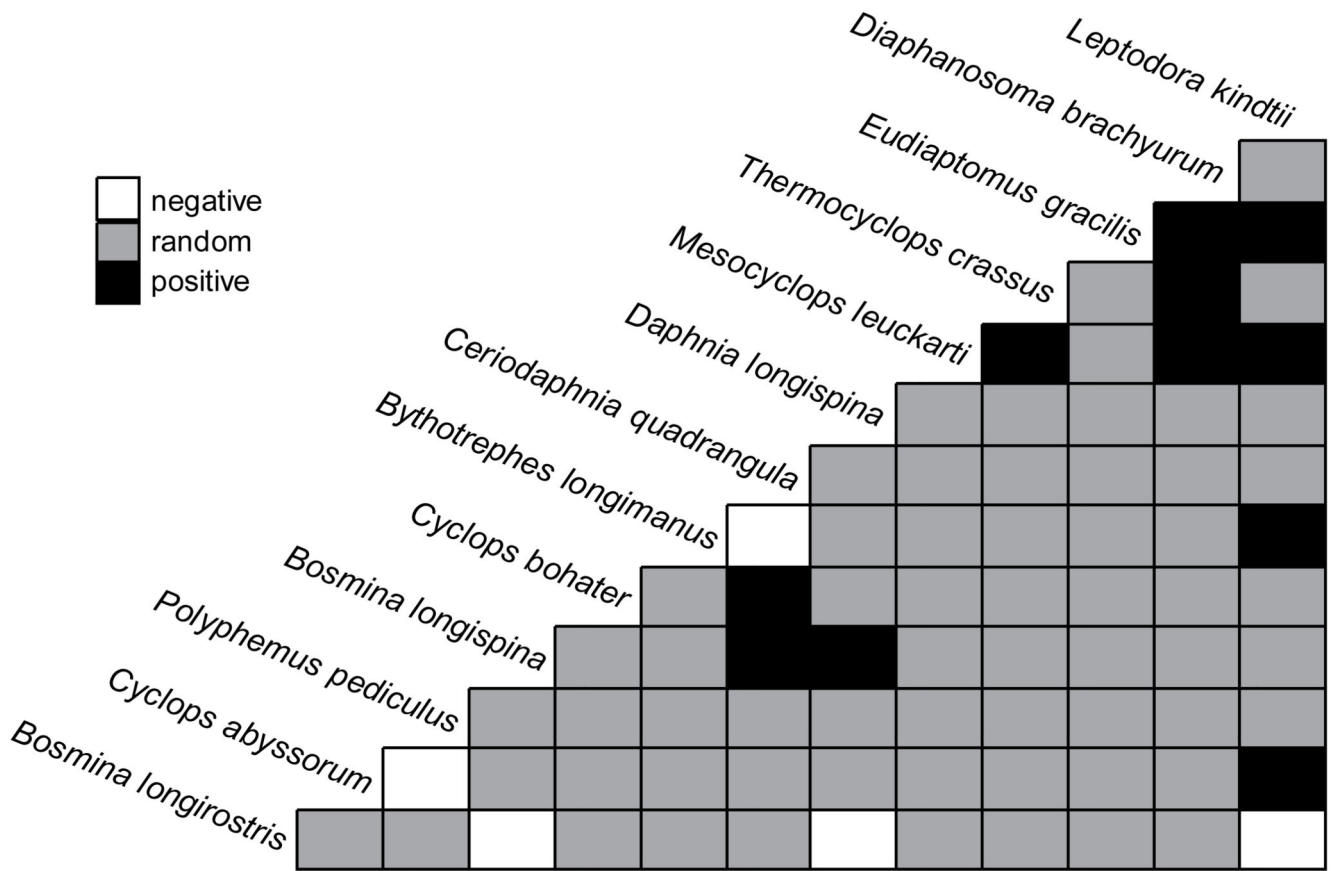 Leptodora kindtii
Diaphanosoma brachyurum
Eudiaptomus gracilis
Thermocyclops crassus
Mesocyclops leuckarti
Daphnia longispina
Ceriodaphnia quadrangula
Bythotrephes longimanus
Cyclops bohater
Bosmina longispina
Polyphemus pediculus
Cyclops abyssorum
Bosmina longirostris
negative
random
positive